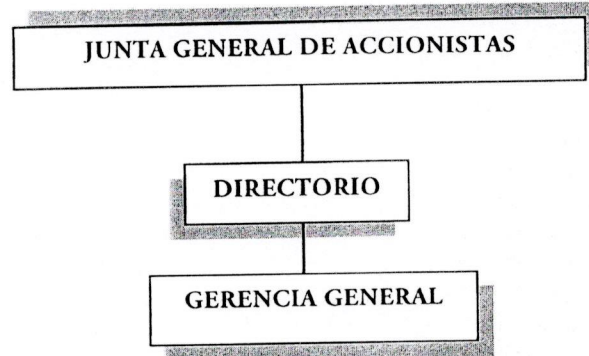 JUNTA GENERAL DE ACCIONISTAS
DIRECTORIO
GERENCIA GENERAL